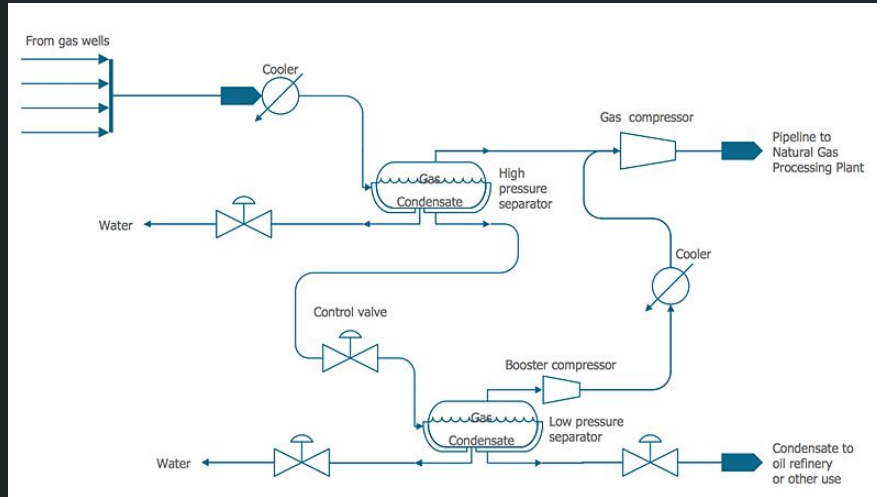 From gas wells
Cooler
Gas compressor
Pipeline to
Natural Gas
Processing Plant
Gas
Condensate
High
pressure
separator
Water
Cooler
Control valve
Booster compressor
Gas
Condensate
Low pressure
separator
Water
Condensate to
oil refinery
or other use